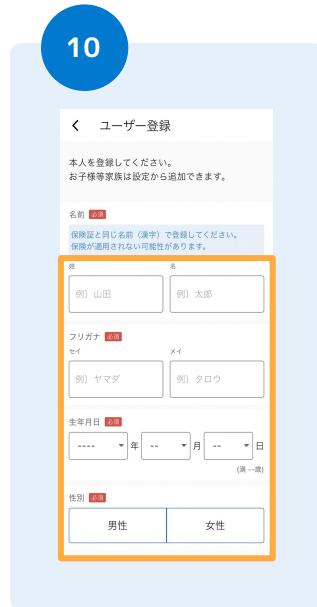 10
ユーザー登録
本人を登録してください。
お子様等家族は設定から追加できます。
名前 必須
保険証と同じ名前（漢字）で登録してください。
保険が適用されない可能性があります。
姓 名
例）山田 例）太郎
フリガナ 必須
セイ メイ
例）ヤマダ 例）タロウ
生年月日 必須
---- 年 -- 月 -- 日
(満 --歳)
性別 必須
男性 女性